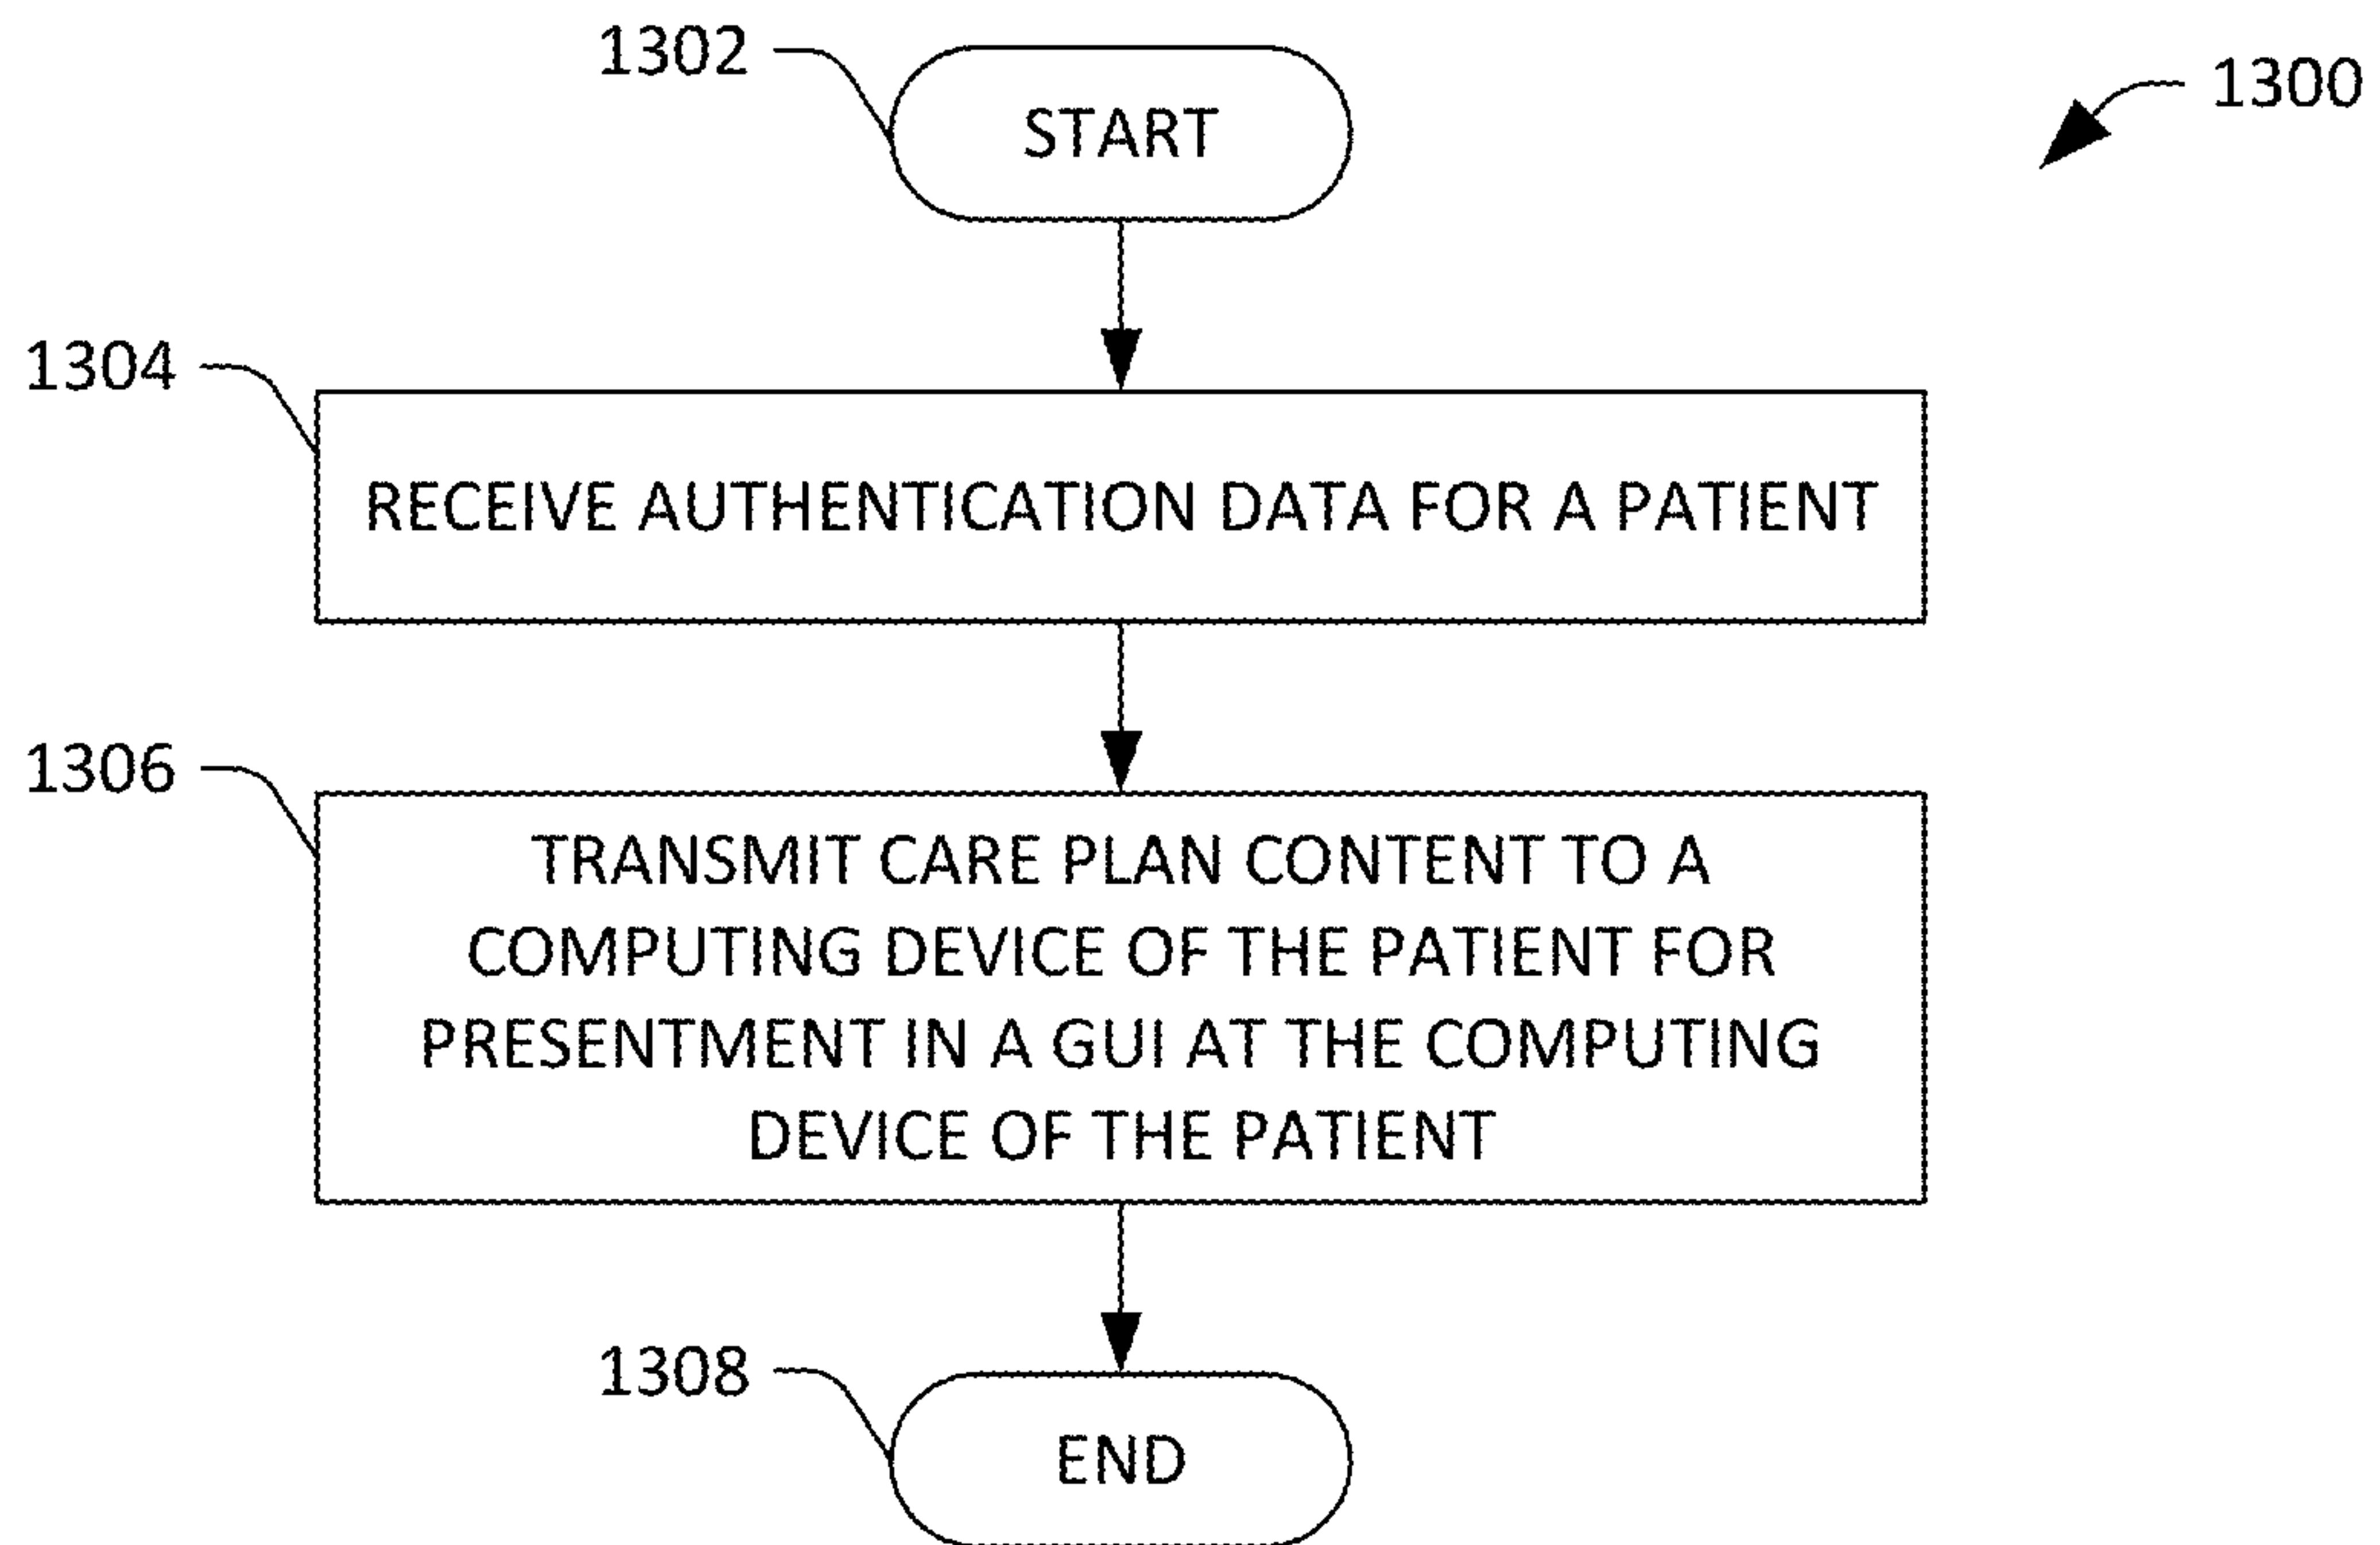 1302
START
1300
1304
RECEIVE AUTHENTICATION DATA FOR A PATIENT
1306
TRANSMIT CARE PLAN CONTENT TO A
COMPUTING DEVICE OF THE PATIENT FOR
PRESENTMENT IN A GUI AT THE COMPUTING
DEVICE OF THE PATIENT
1308
END